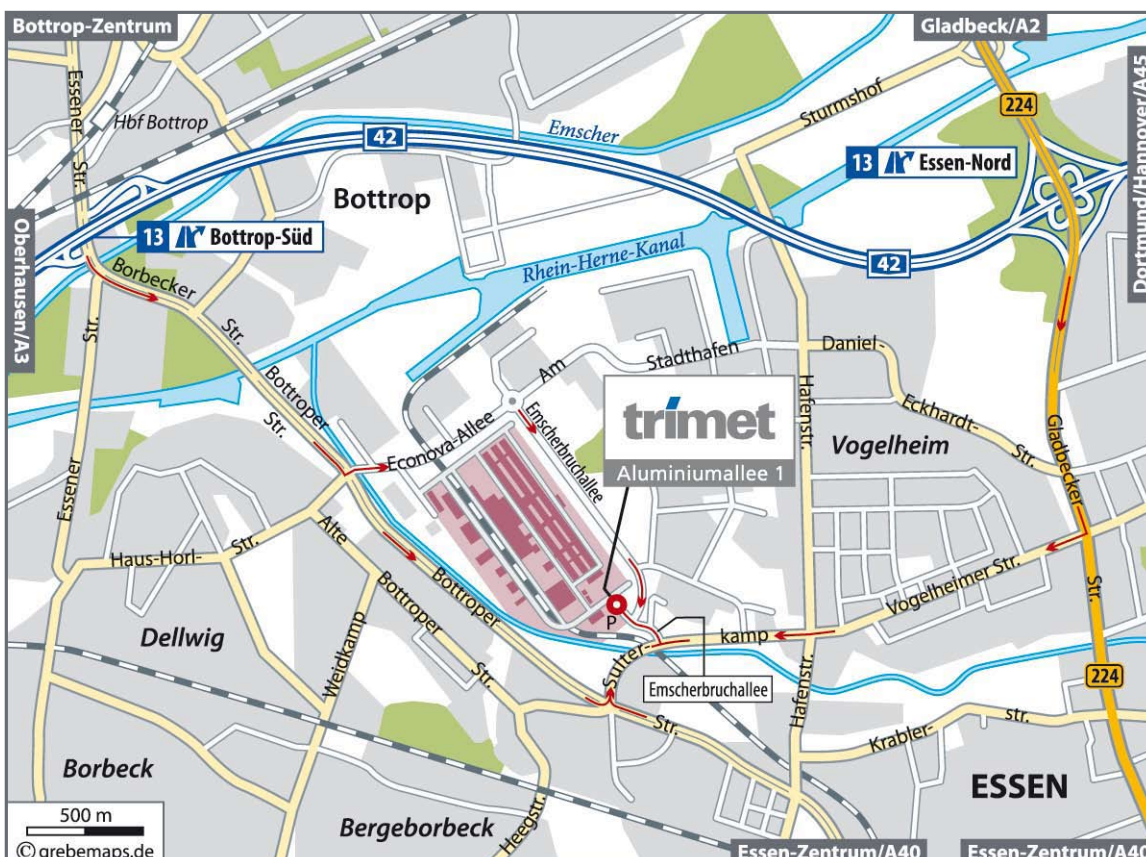 Bottrop-Zentrum
Gladbeck/A2
Dortmund/Hannover/A45
Oberhausen/A3
Essener
Str.
Hbf Bottrop
Emscher
42
Sturmshof
224
13 Essen-Nord
Bottrop
13 Bottrop-Süd
Rhein-Herne-Kanal
42
Borbecker
Str.
Bottroper
Str.
Am
Stadthafen
Daniel-
Eckhardt-
Str.
Hafenstr.
Gladbecker
Str.
Econova-Allee
Emscherbruchallee
trimet
Aluminiumallee 1
Vogelheim
Essener
Str.
Haus-Horl-
Str.
Alte
Bottroper
Str.
Bottroper
Str.
Vogelheimer Str.
Dellwig
Weidkamp
P
Sulter-
kamp
Emscherbruchallee
Hafenstr.
224
Krabler-
str.
Borbeck
Bergeborbeck
Heegstr.
ESSEN
500 m
© grebemaps.de
Essen-Zentrum/A40
Essen-Zentrum/A40